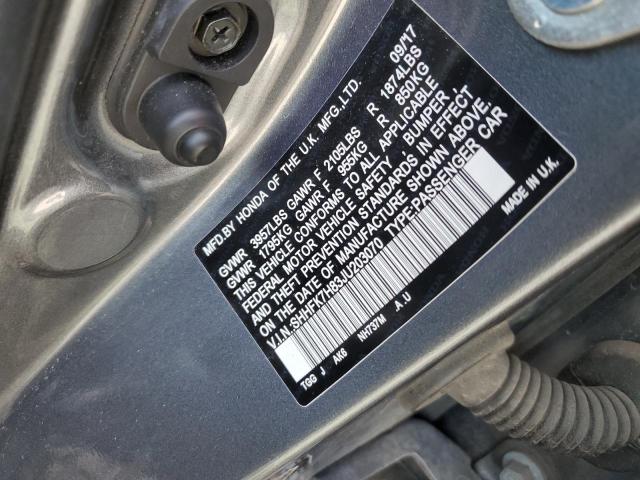 MFD.BY HONDA OF THE U.K. MFG.,LTD. 09/17
GVWR 3957LBS GAWR F 2105LBS R 1874LBS
GVWR 1795KG GAWR F 955KG R 850KG
THIS VEHICLE CONFORMS TO ALL APPLICABLE
FEDERAL MOTOR VEHICLE SAFETY, BUMPER,
AND THEFT PREVENTION STANDARDS IN EFFECT
ON THE DATE OF MANUFACTURE SHOWN ABOVE.
V.I.N.SHHFK7H83JU203070 TYPE-PASSENGER CAR
TGG J AK6 NH737M A.U MADE IN U.K.